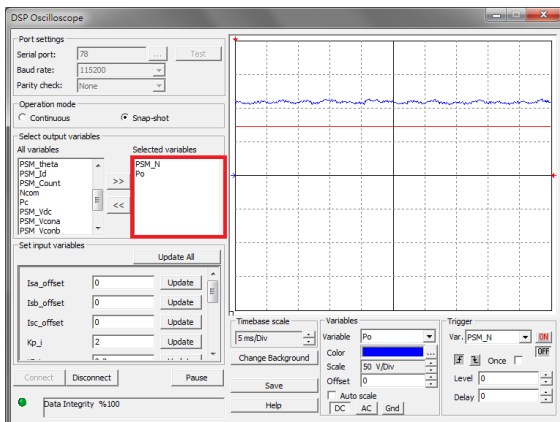 DSP Oscilloscope
Port settings
Serial port: 78 ... Test
Baud rate: 115200
Parity check: None
Operation mode
Continuous Snap-shot
Select output variables
All variables Selected variables
PSM_theta
PSM_Id
PSM_Count
Ncom
Pc
PSM_Vdc
PSM_Vcona
PSM_Vconb
>>
<<
PSM_N
Po
Set input variables
Update All
Isa_offset 0 Update
Isb_offset 0 Update
Isc_offset 0 Update
Kp_i 2 Update
Connect Disconnect Pause
Data Integrity %100
Timebase scale
5 ms/Div
Change Background
Save
Help
Variables
Variable Po
Color ...
Scale 50 V/Div
Offset 0
Auto scale
DC AC Gnd
Trigger
Var. PSM_N ON
OFF
Once
Level 0
Delay 0